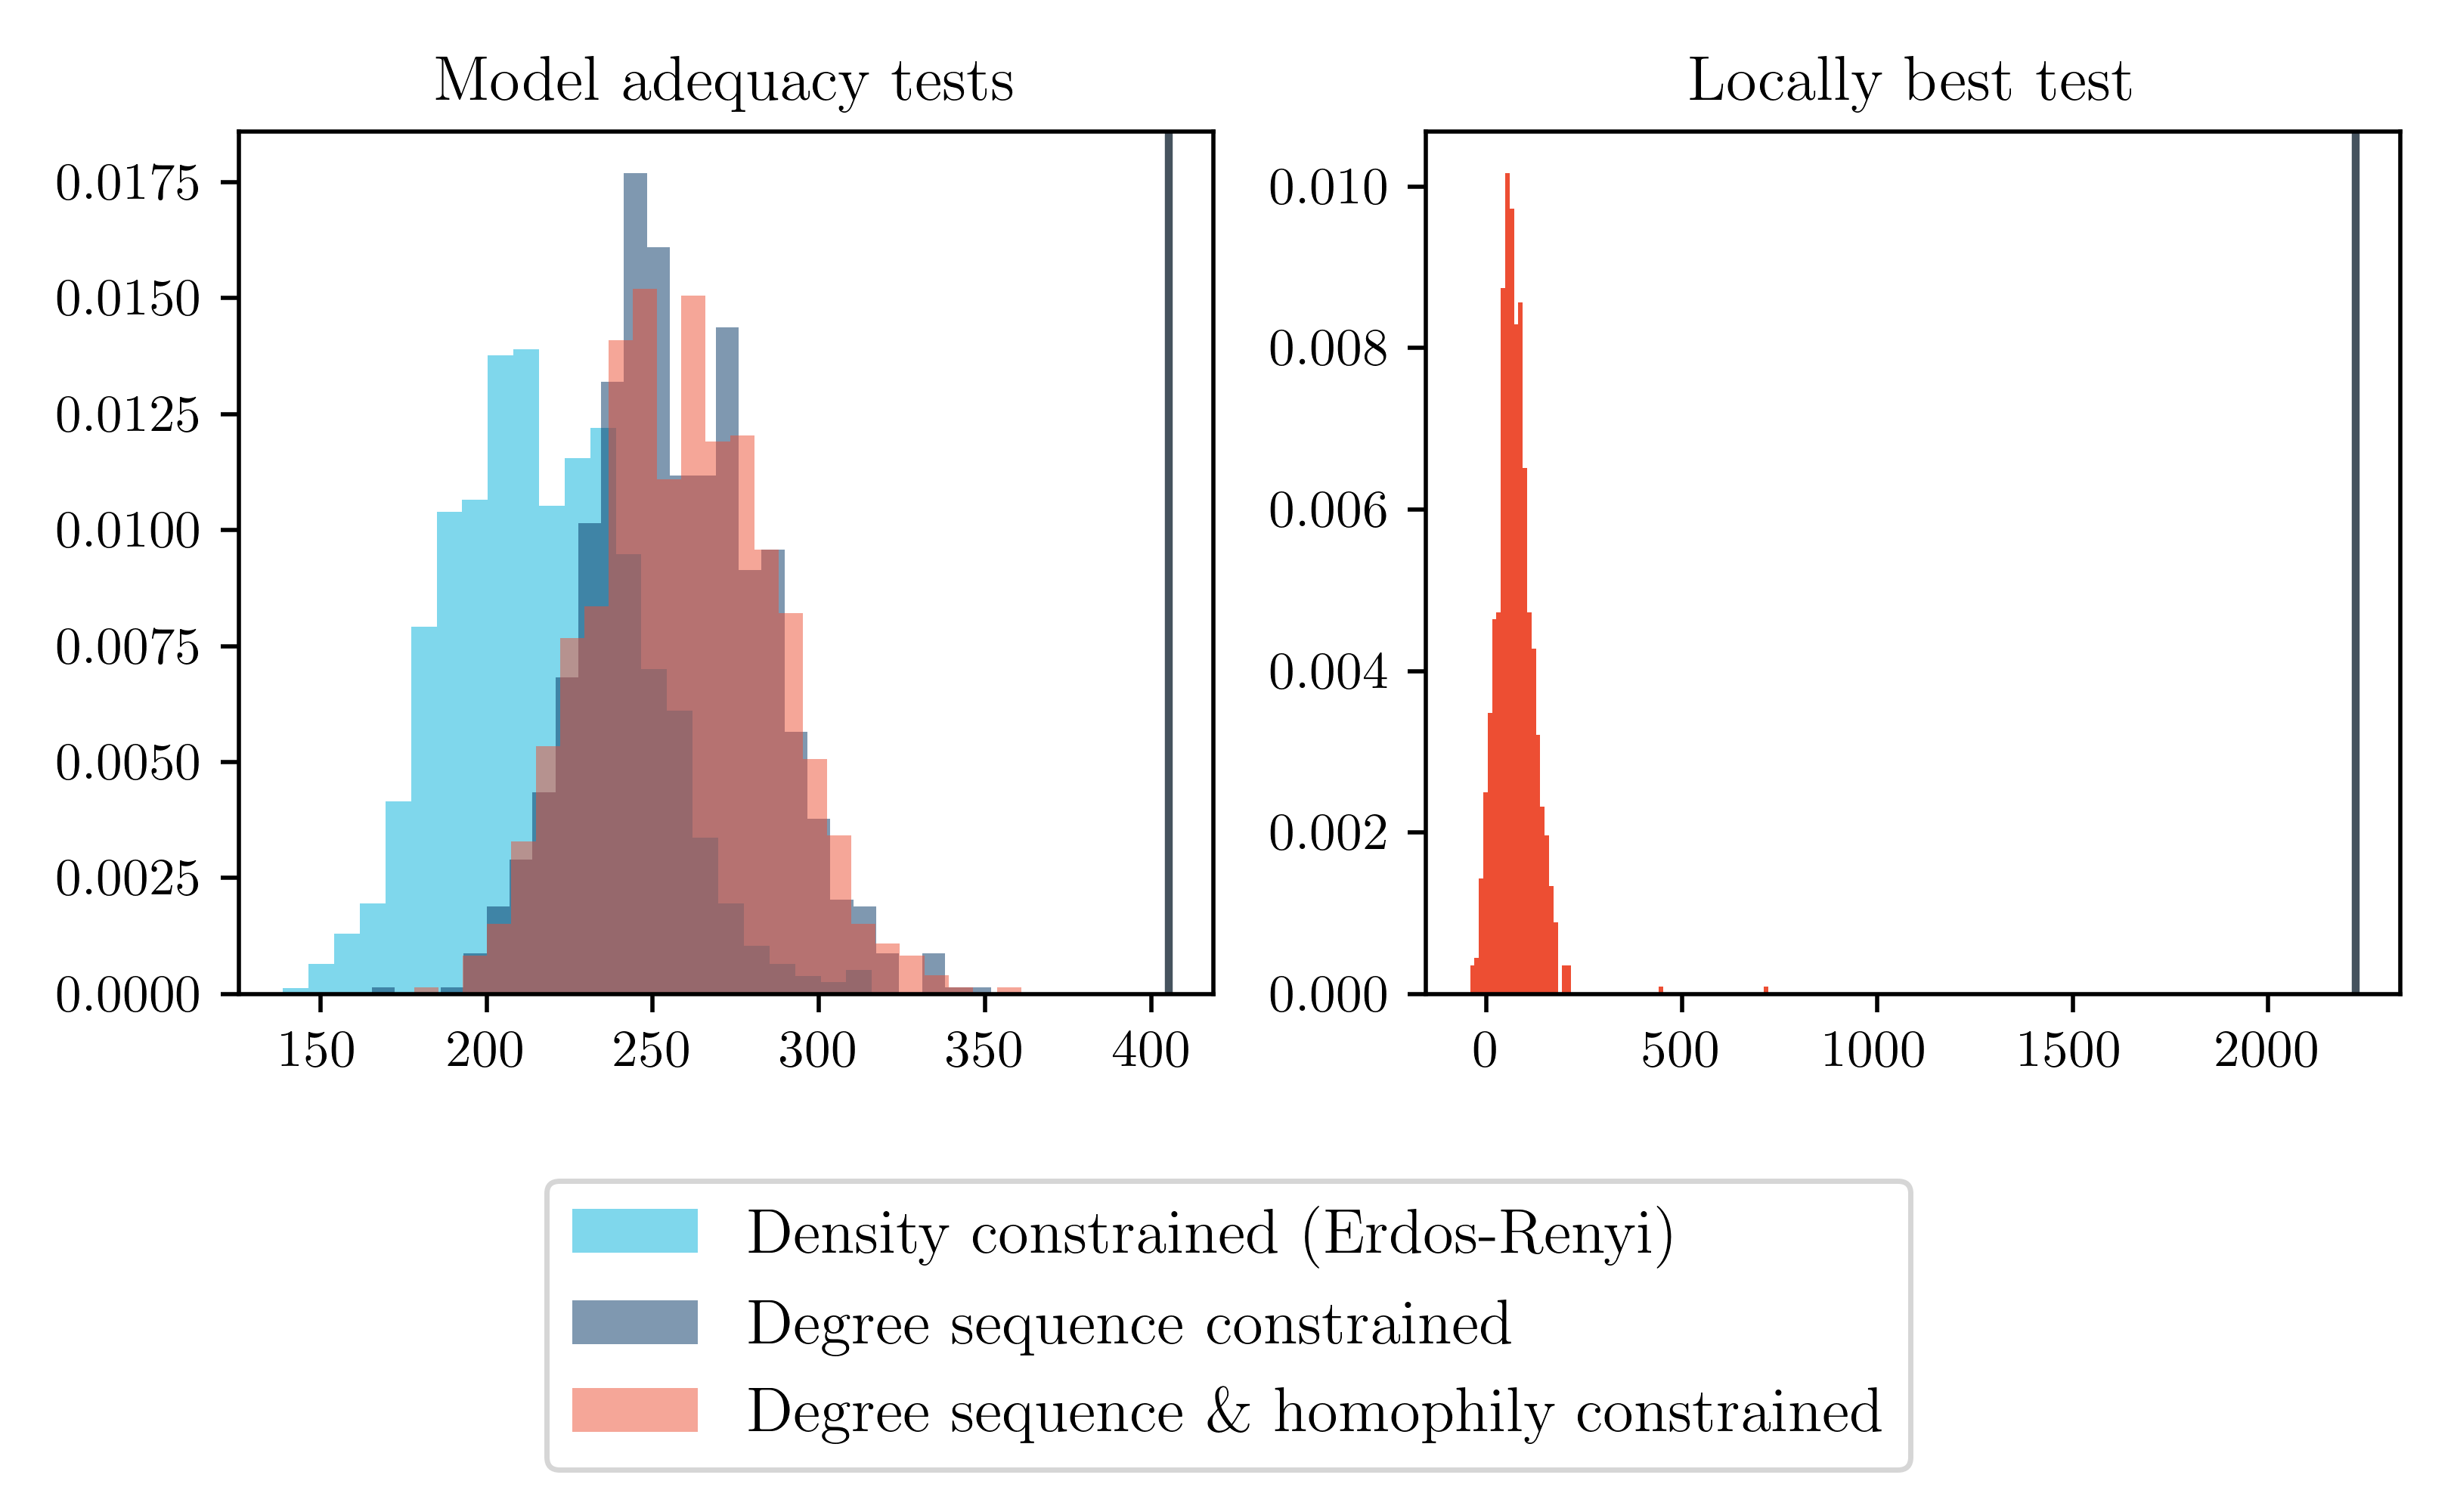 Model adequacy tests
Locally best test
0.0175
0.0150
0.0125
0.0100
0.0075
0.0050
0.0025
0.0000
150 200 250 300 350 400
0.010
0.008
0.006
0.004
0.002
0.000
0 500 1000 1500 2000
Density constrained (Erdos-Renyi)
Degree sequence constrained
Degree sequence & homophily constrained